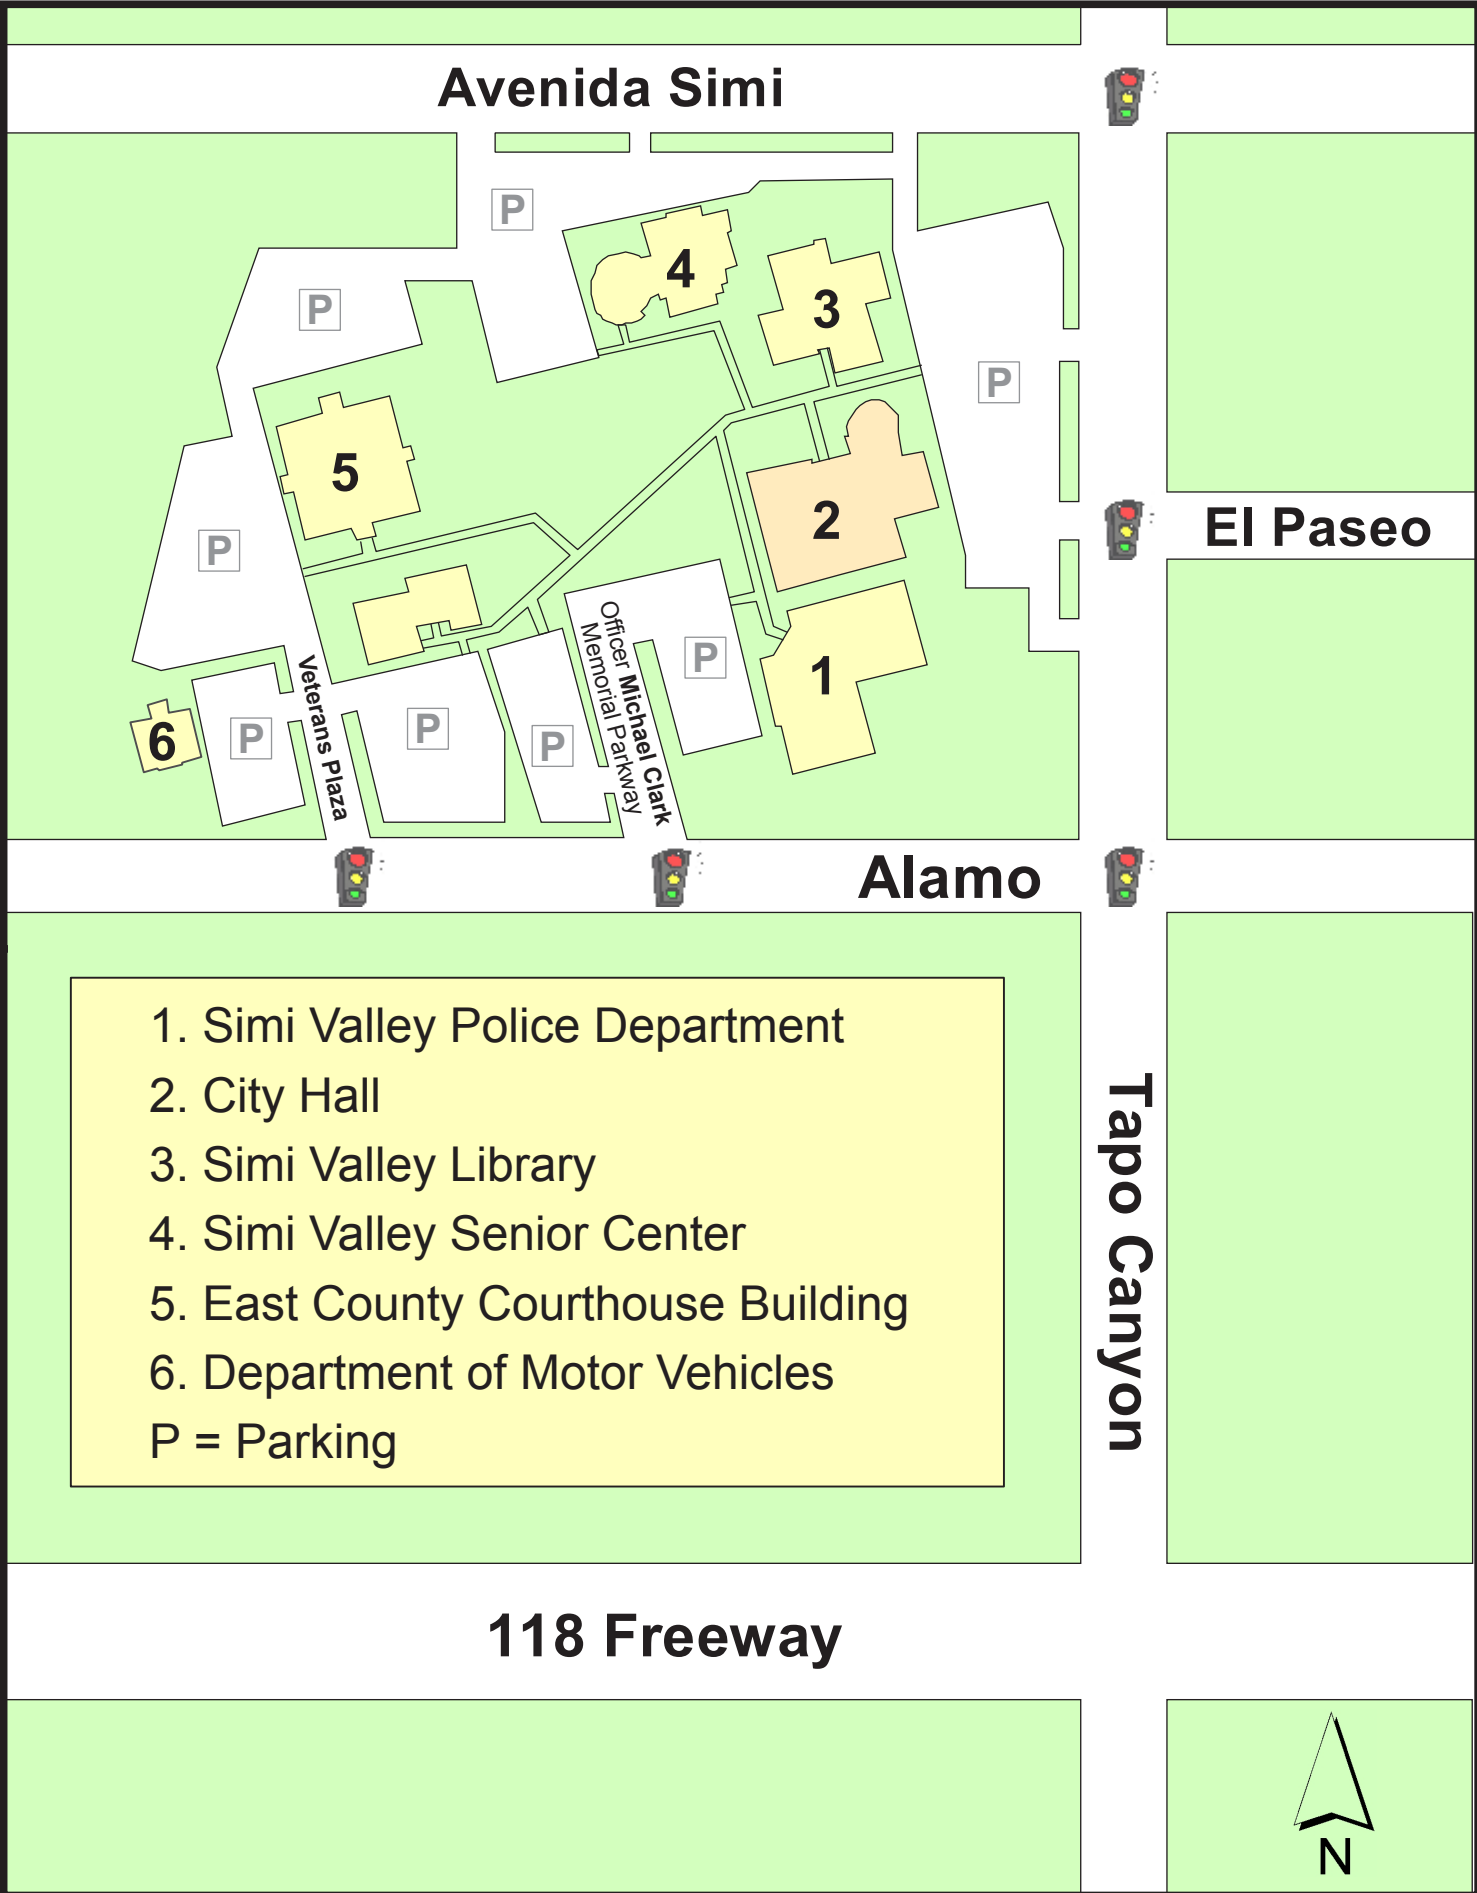 Avenida Simi
P
4
3
P
P
5
2
El Paseo
P
Officer Michael Clark
Memorial Parkway
P
1
Veterans Plaza
6
P
P
P
Alamo
1. Simi Valley Police Department
2. City Hall
3. Simi Valley Library
4. Simi Valley Senior Center
5. East County Courthouse Building
6. Department of Motor Vehicles
P = Parking
Tapo Canyon
118 Freeway
N